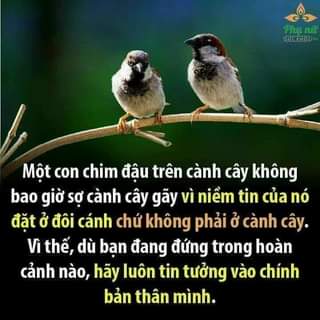 Phụ nữ
Một con chim đậu trên cành cây không
bao giờ sợ cành cây gãy vì niềm tin của nó
đặt ở đôi cánh chứ không phải ở cành cây.
Vì thế, dù bạn đang đứng trong hoàn
cảnh nào, hãy luôn tin tưởng vào chính
bản thân mình.